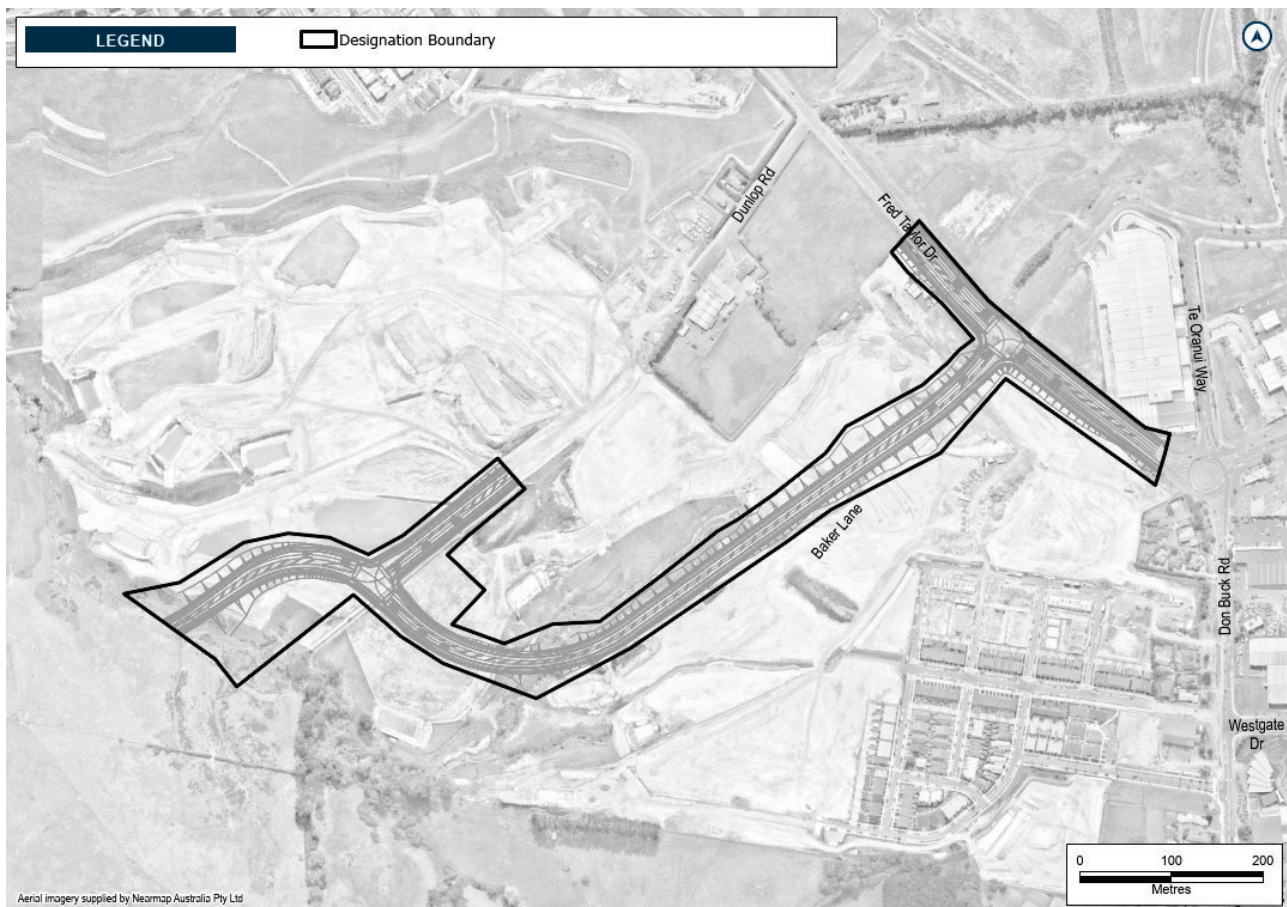 LEGEND
Designation Boundary
Dunlop Rd
Fred Taylor Dr
Te Oranui Way
Baker Lane
Don Buck Rd
Westgate
Dr
0 100 200
Metres
Aerial imagery supplied by Nearmap Australia Pty Ltd